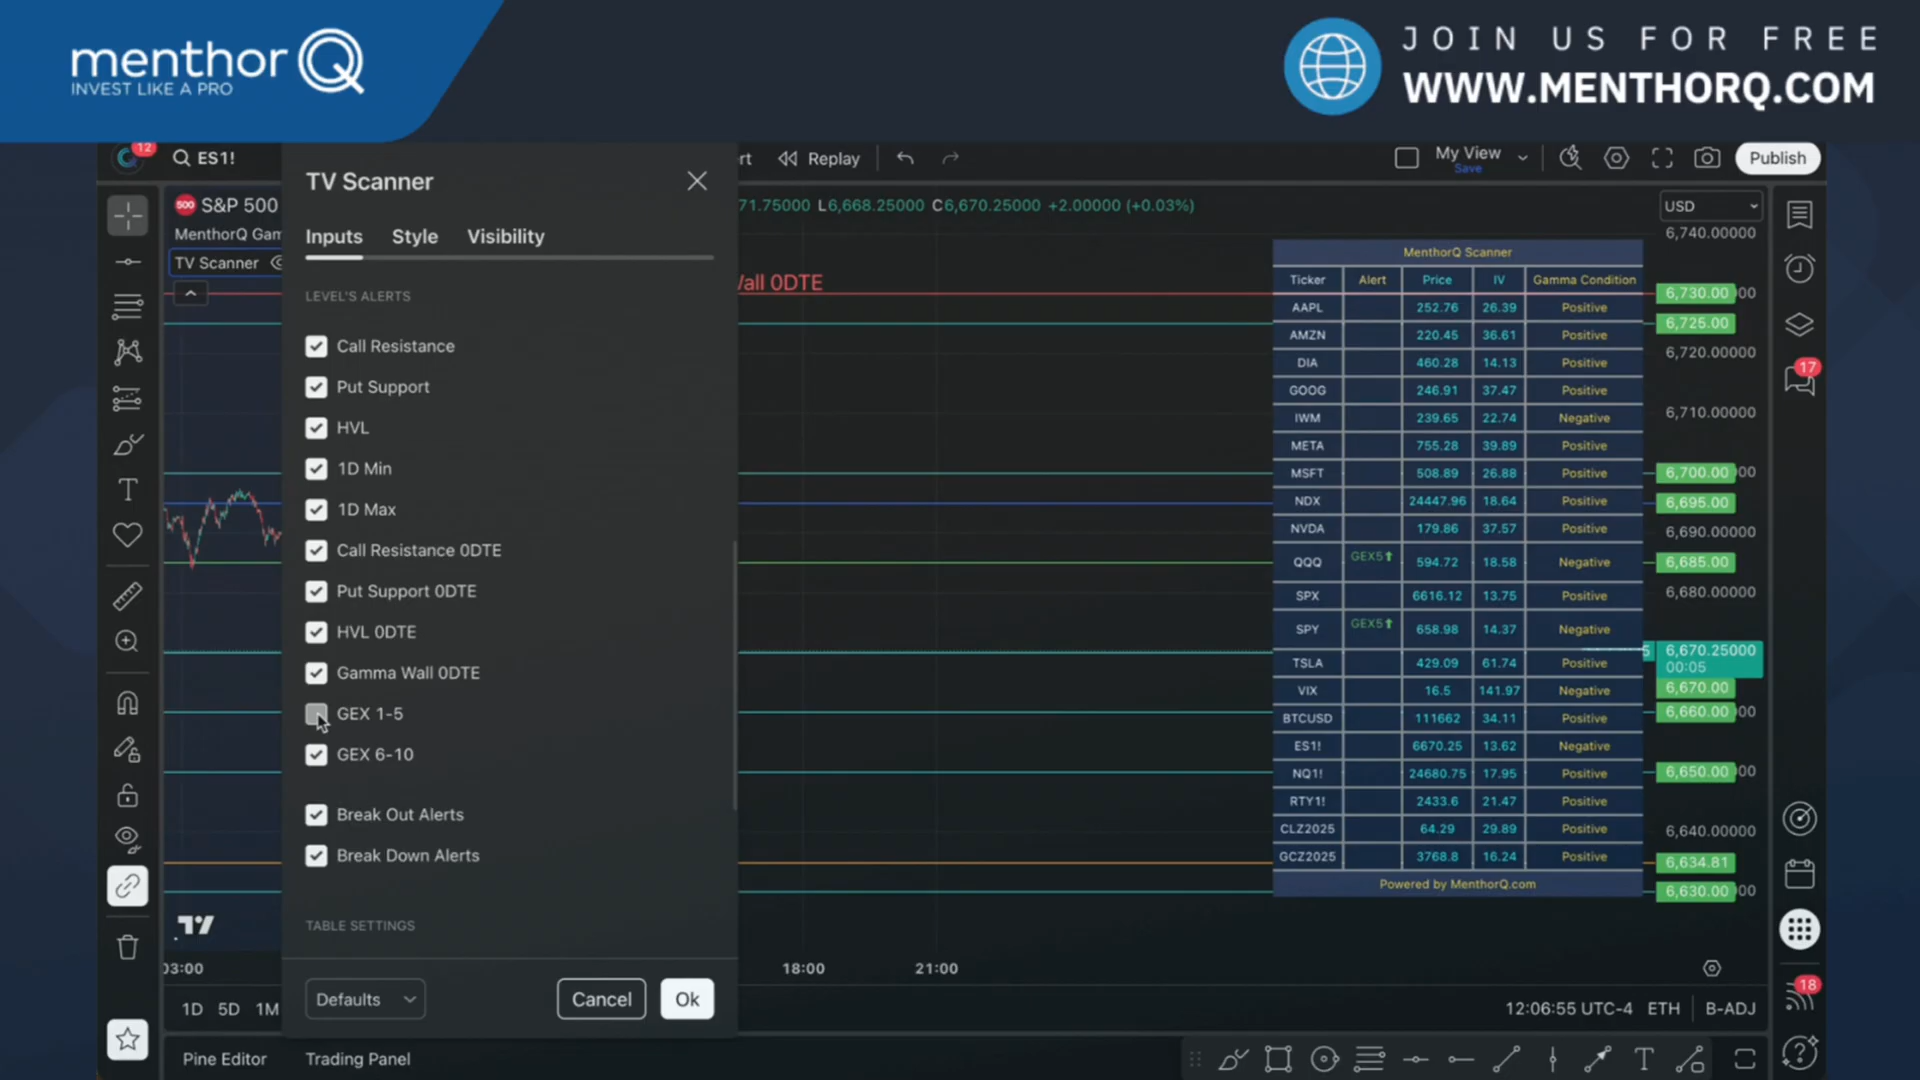 menthorQ
INVEST LIKE A PRO
JOIN US FOR FREE
WWW.MENTHORQ.COM
12
ES1!
rt
Replay
My View
Save
Publish
500 S&P 500
71.75000 L6,668.25000 C6,670.25000 +2.00000 (+0.03%)
USD
MenthorQ Gam
TV Scanner
TV Scanner
Inputs Style Visibility
LEVEL'S ALERTS
Call Resistance
Put Support
HVL
1D Min
1D Max
Call Resistance 0DTE
Put Support 0DTE
HVL 0DTE
Gamma Wall 0DTE
GEX 1-5
GEX 6-10
Break Out Alerts
Break Down Alerts
TABLE SETTINGS
Defaults
Cancel
Ok
Wall 0DTE
MenthorQ Scanner
Ticker Alert Price IV Gamma Condition
AAPL 252.76 26.39 Positive
AMZN 220.45 36.61 Positive
DIA 460.28 14.13 Positive
GOOG 246.91 37.47 Positive
IWM 239.65 22.74 Negative
META 755.28 39.89 Positive
MSFT 508.89 26.88 Positive
NDX 24447.96 18.64 Positive
NVDA 179.86 37.57 Positive
QQQ GEX5⬆ 594.72 18.58 Negative
SPX 6616.12 13.75 Positive
SPY GEX5⬆ 658.98 14.37 Negative
TSLA 429.09 61.74 Positive
VIX 16.5 141.97 Negative
BTCUSD 111662 34.11 Positive
ES1! 6670.25 13.62 Negative
NQ1! 24680.75 17.95 Positive
RTY1! 2433.6 21.47 Positive
CLZ2025 64.29 29.89 Positive
GCZ2025 3768.8 16.24 Positive
Powered by MenthorQ.com
6,740.00000
6,730.00 00
6,725.00
6,720.00000
6,710.00000
6,700.00 00
6,695.00
6,690.00000
6,685.00
6,680.00000
5 6,670.25000
00:05
6,670.00
6,660.00 00
6,650.00 00
6,640.00000
6,634.81
6,630.00 00
17
18
03:00
18:00
21:00
1D 5D 1M
12:06:55 UTC-4 ETH B-ADJ
Pine Editor
Trading Panel